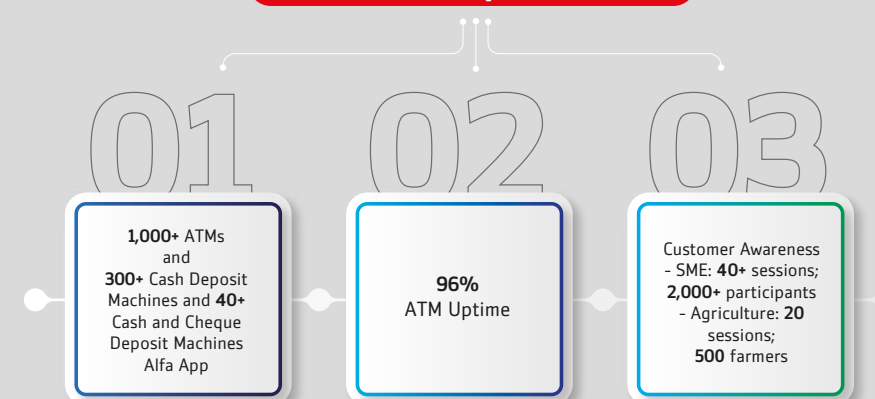 01
1,000+ ATMs
and
300+ Cash Deposit
Machines and 40+
Cash and Cheque
Deposit Machines
Alfa App
02
96%
ATM Uptime
03
Customer Awareness
- SME: 40+ sessions;
2,000+ participants
- Agriculture: 20
sessions;
500 farmers